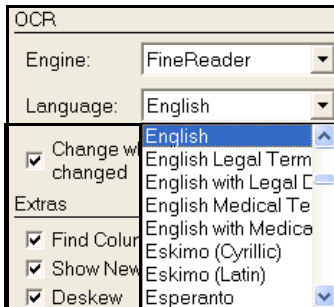 OCR
Engine: FineReader
Language: English
English
Change
changed
English Legal Term
English with Legal
English Medical Te
Extras
English with Medica
Find Colu
Eskimo (Cyrillic)
Show New
Eskimo (Latin)
Deskew
Esperanto